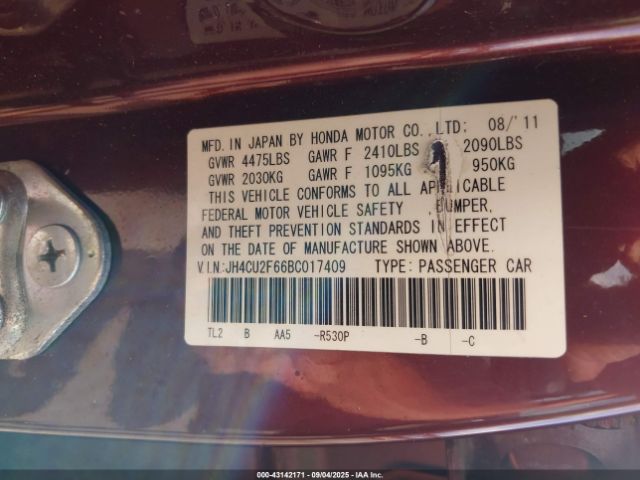 MFD. IN JAPAN BY HONDA MOTOR CO.,LTD. 08/'11
GVWR 4475LBS GAWR F 2410LBS 2090LBS
GVWR 2030KG GAWR F 1095KG 950KG
THIS VEHICLE CONFORMS TO ALL APPLICABLE
FEDERAL MOTOR VEHICLE SAFETY ,BUMPER,
AND THEFT PREVENTION STANDARDS IN EFFECT
ON THE DATE OF MANUFACTURE SHOWN ABOVE.
V.I.N:JH4CU2F66BC017409 TYPE: PASSENGER CAR
TL2 B AA5 -R530P -B -C
000-43142171 - 09/04/2025 - IAA Inc.